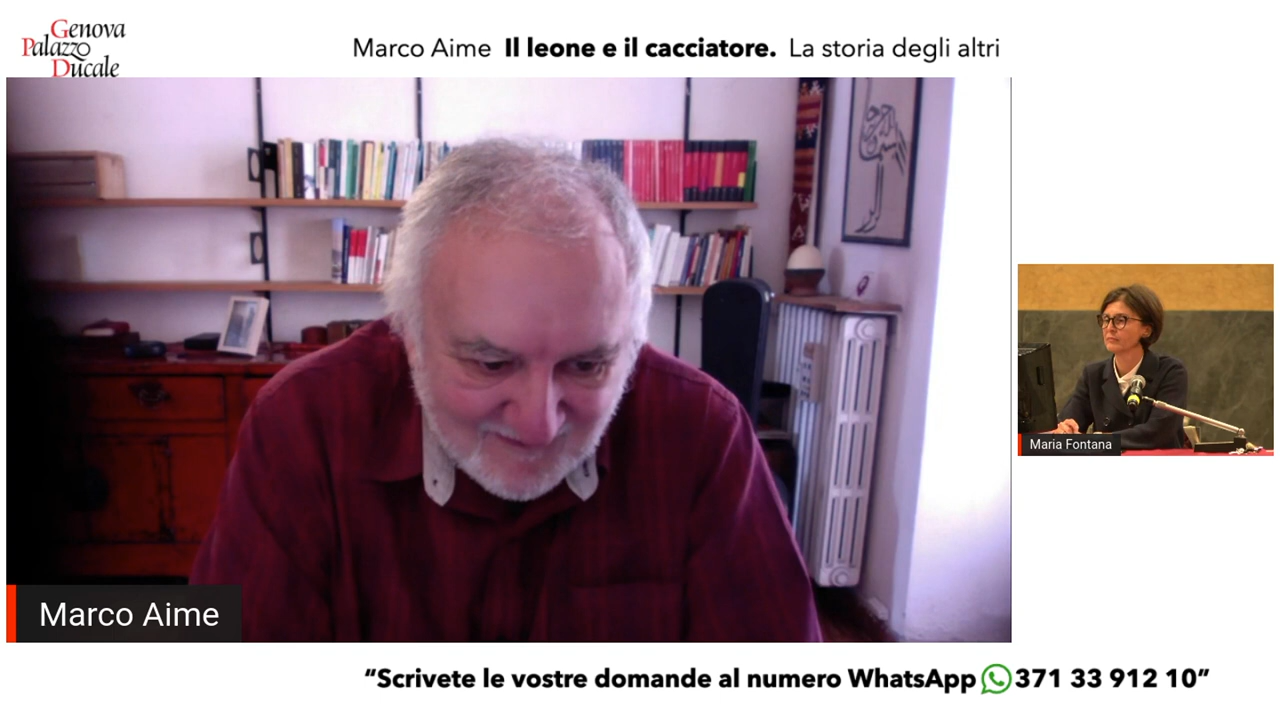 Genova
Palazzo
Ducale
Marco Aime Il leone e il cacciatore. La storia degli altri
Maria Fontana
Marco Aime
“Scrivete le vostre domande al numero WhatsApp 371 33 912 10”